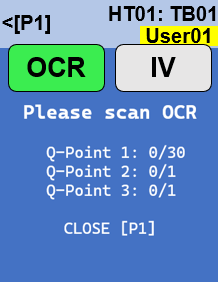 <[P1]
HT01: TB01
User01
OCR
IV
Please scan OCR
Q-Point 1: 0/30
Q-Point 2: 0/1
Q-Point 3: 0/1
CLOSE [P1]